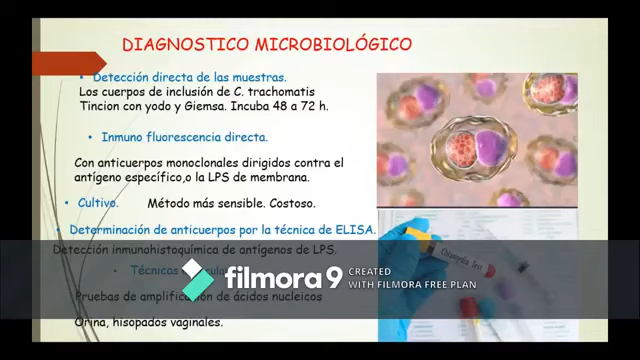 DIAGNOSTICO MICROBIOLÓGICO
Detección directa de las muestras.
Los cuerpos de inclusión de C. trachomatis
Tincion con yodo y Giemsa. Incuba 48 a 72 h.
Inmuno fluorescencia directa.
Con anticuerpos monoclonales dirigidos contra el
antígeno específico,o la LPS de membrana.
Cultivo. Método más sensible. Costoso.
Determinación de anticuerpos por la técnica de ELISA.
Detección inmunohistoquímica de antígenos de LPS.
Técnicas
Pruebas de amplificación de ácidos nucleicos
Orina, hisopados vaginales.
Chlamydia Test
filmora9
CREATED
WITH FILMORA FREE PLAN